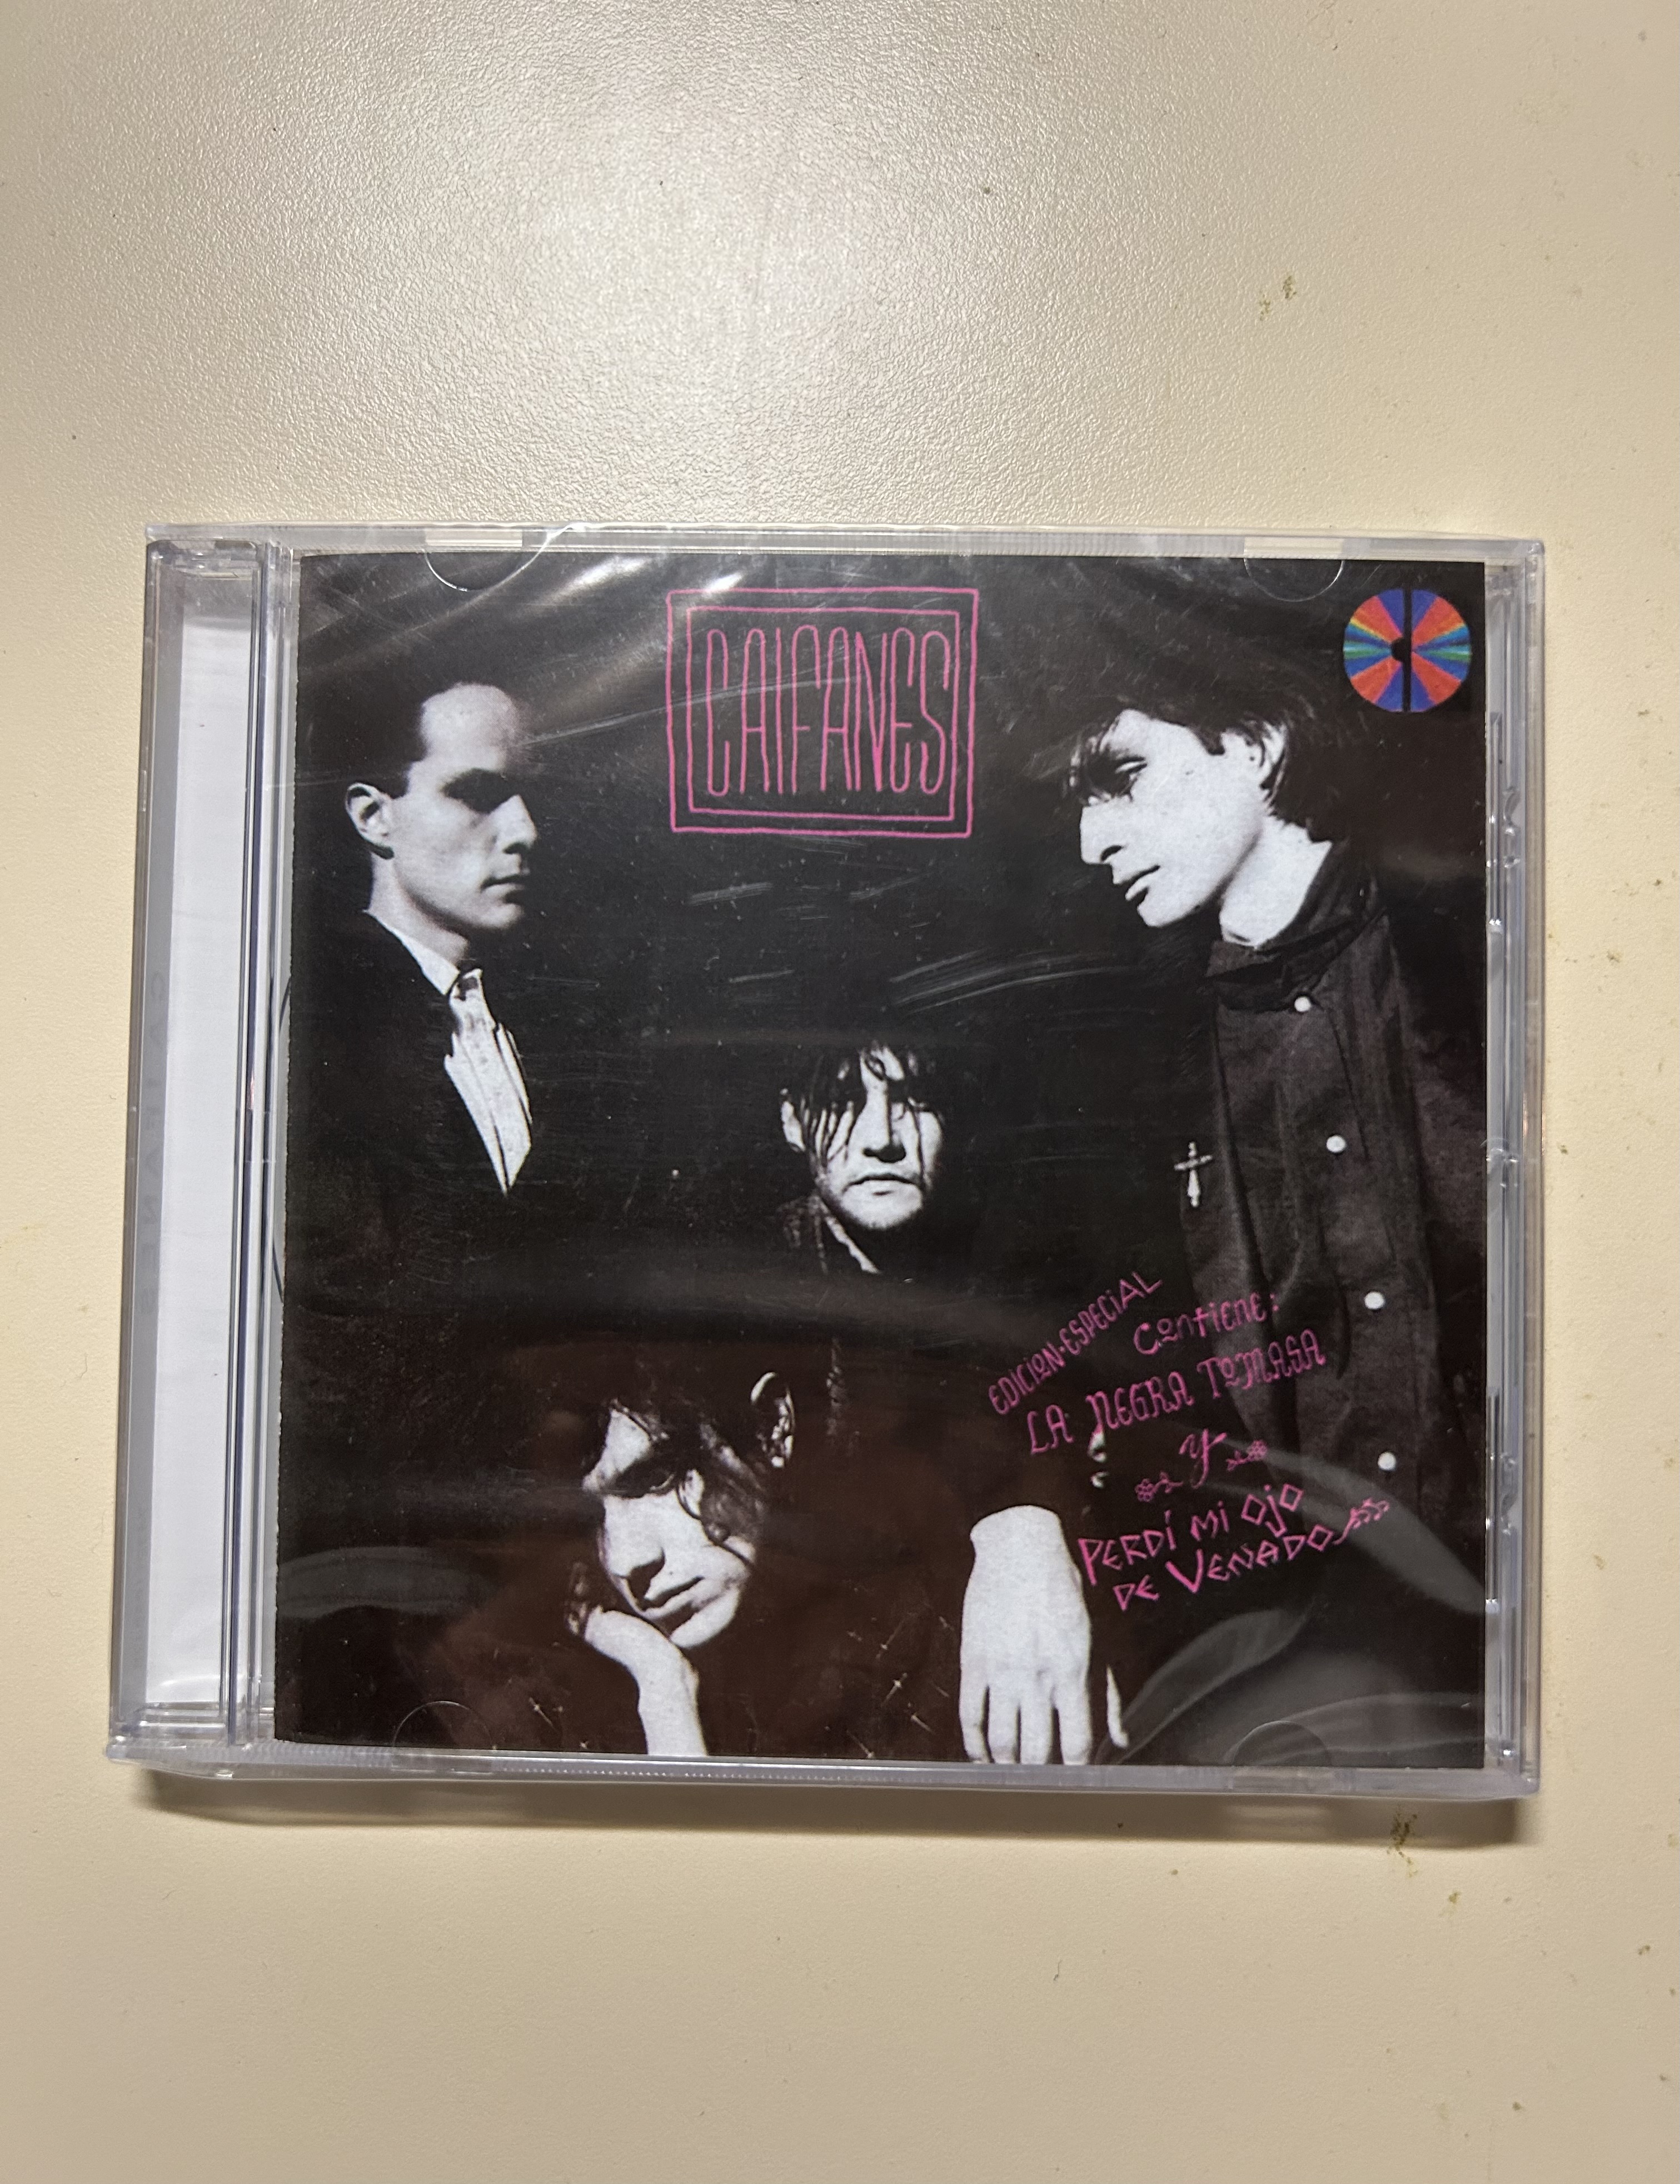 CAIFANES
EDICION·ESPECIAL
Contiene:
LA NEGRA TOMASA
Y
PERDÍ MI OJO
DE VENADO